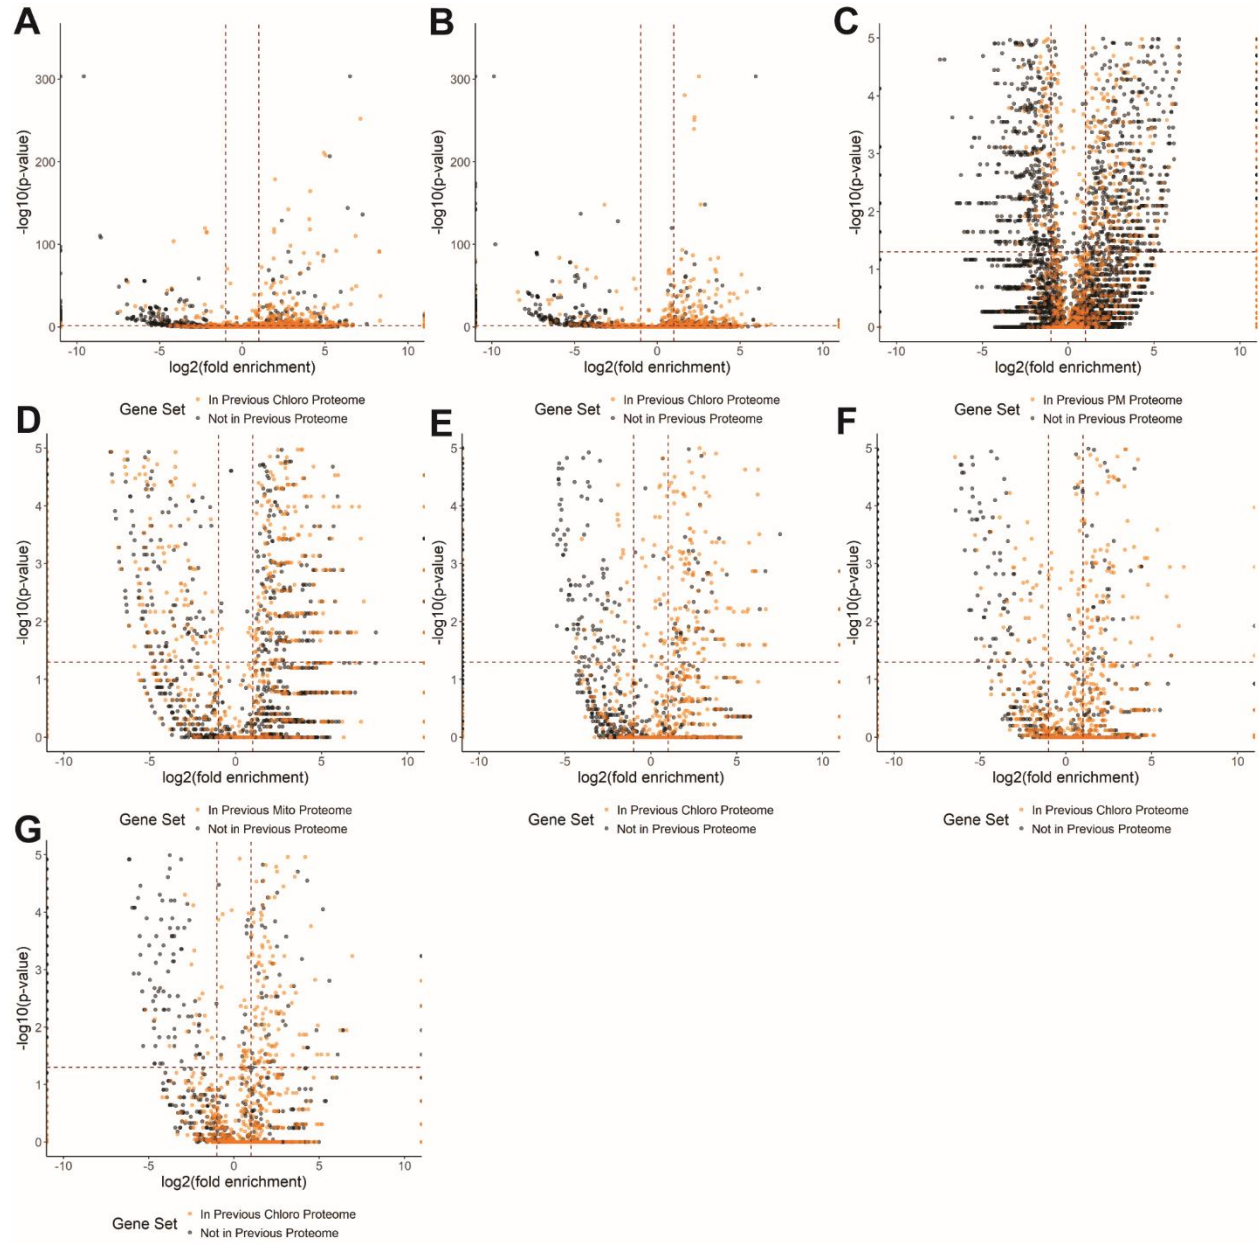 A
-log10(p-value)
300
200
100
0
-10 -5 0 5 10
log2(fold enrichment)
Gene Set
In Previous Chloro Proteome
Not in Previous Proteome
B
-log10(p-value)
300
200
100
0
-10 -5 0 5 10
log2(fold enrichment)
Gene Set
In Previous Chloro Proteome
Not in Previous Proteome
C
-log10(p-value)
5
4
3
2
1
0
-10 -5 0 5 10
log2(fold enrichment)
Gene Set
In Previous PM Proteome
Not in Previous Proteome
D
-log10(p-value)
5
4
3
2
1
0
-10 -5 0 5 10
log2(fold enrichment)
Gene Set
In Previous Mito Proteome
Not in Previous Proteome
E
-log10(p-value)
5
4
3
2
1
0
-10 -5 0 5 10
log2(fold enrichment)
Gene Set
In Previous Chloro Proteome
Not in Previous Proteome
F
-log10(p-value)
5
4
3
2
1
0
-10 -5 0 5 10
log2(fold enrichment)
Gene Set
In Previous Chloro Proteome
Not in Previous Proteome
G
-log10(p-value)
5
4
3
2
1
0
-10 -5 0 5 10
log2(fold enrichment)
Gene Set
In Previous Chloro Proteome
Not in Previous Proteome